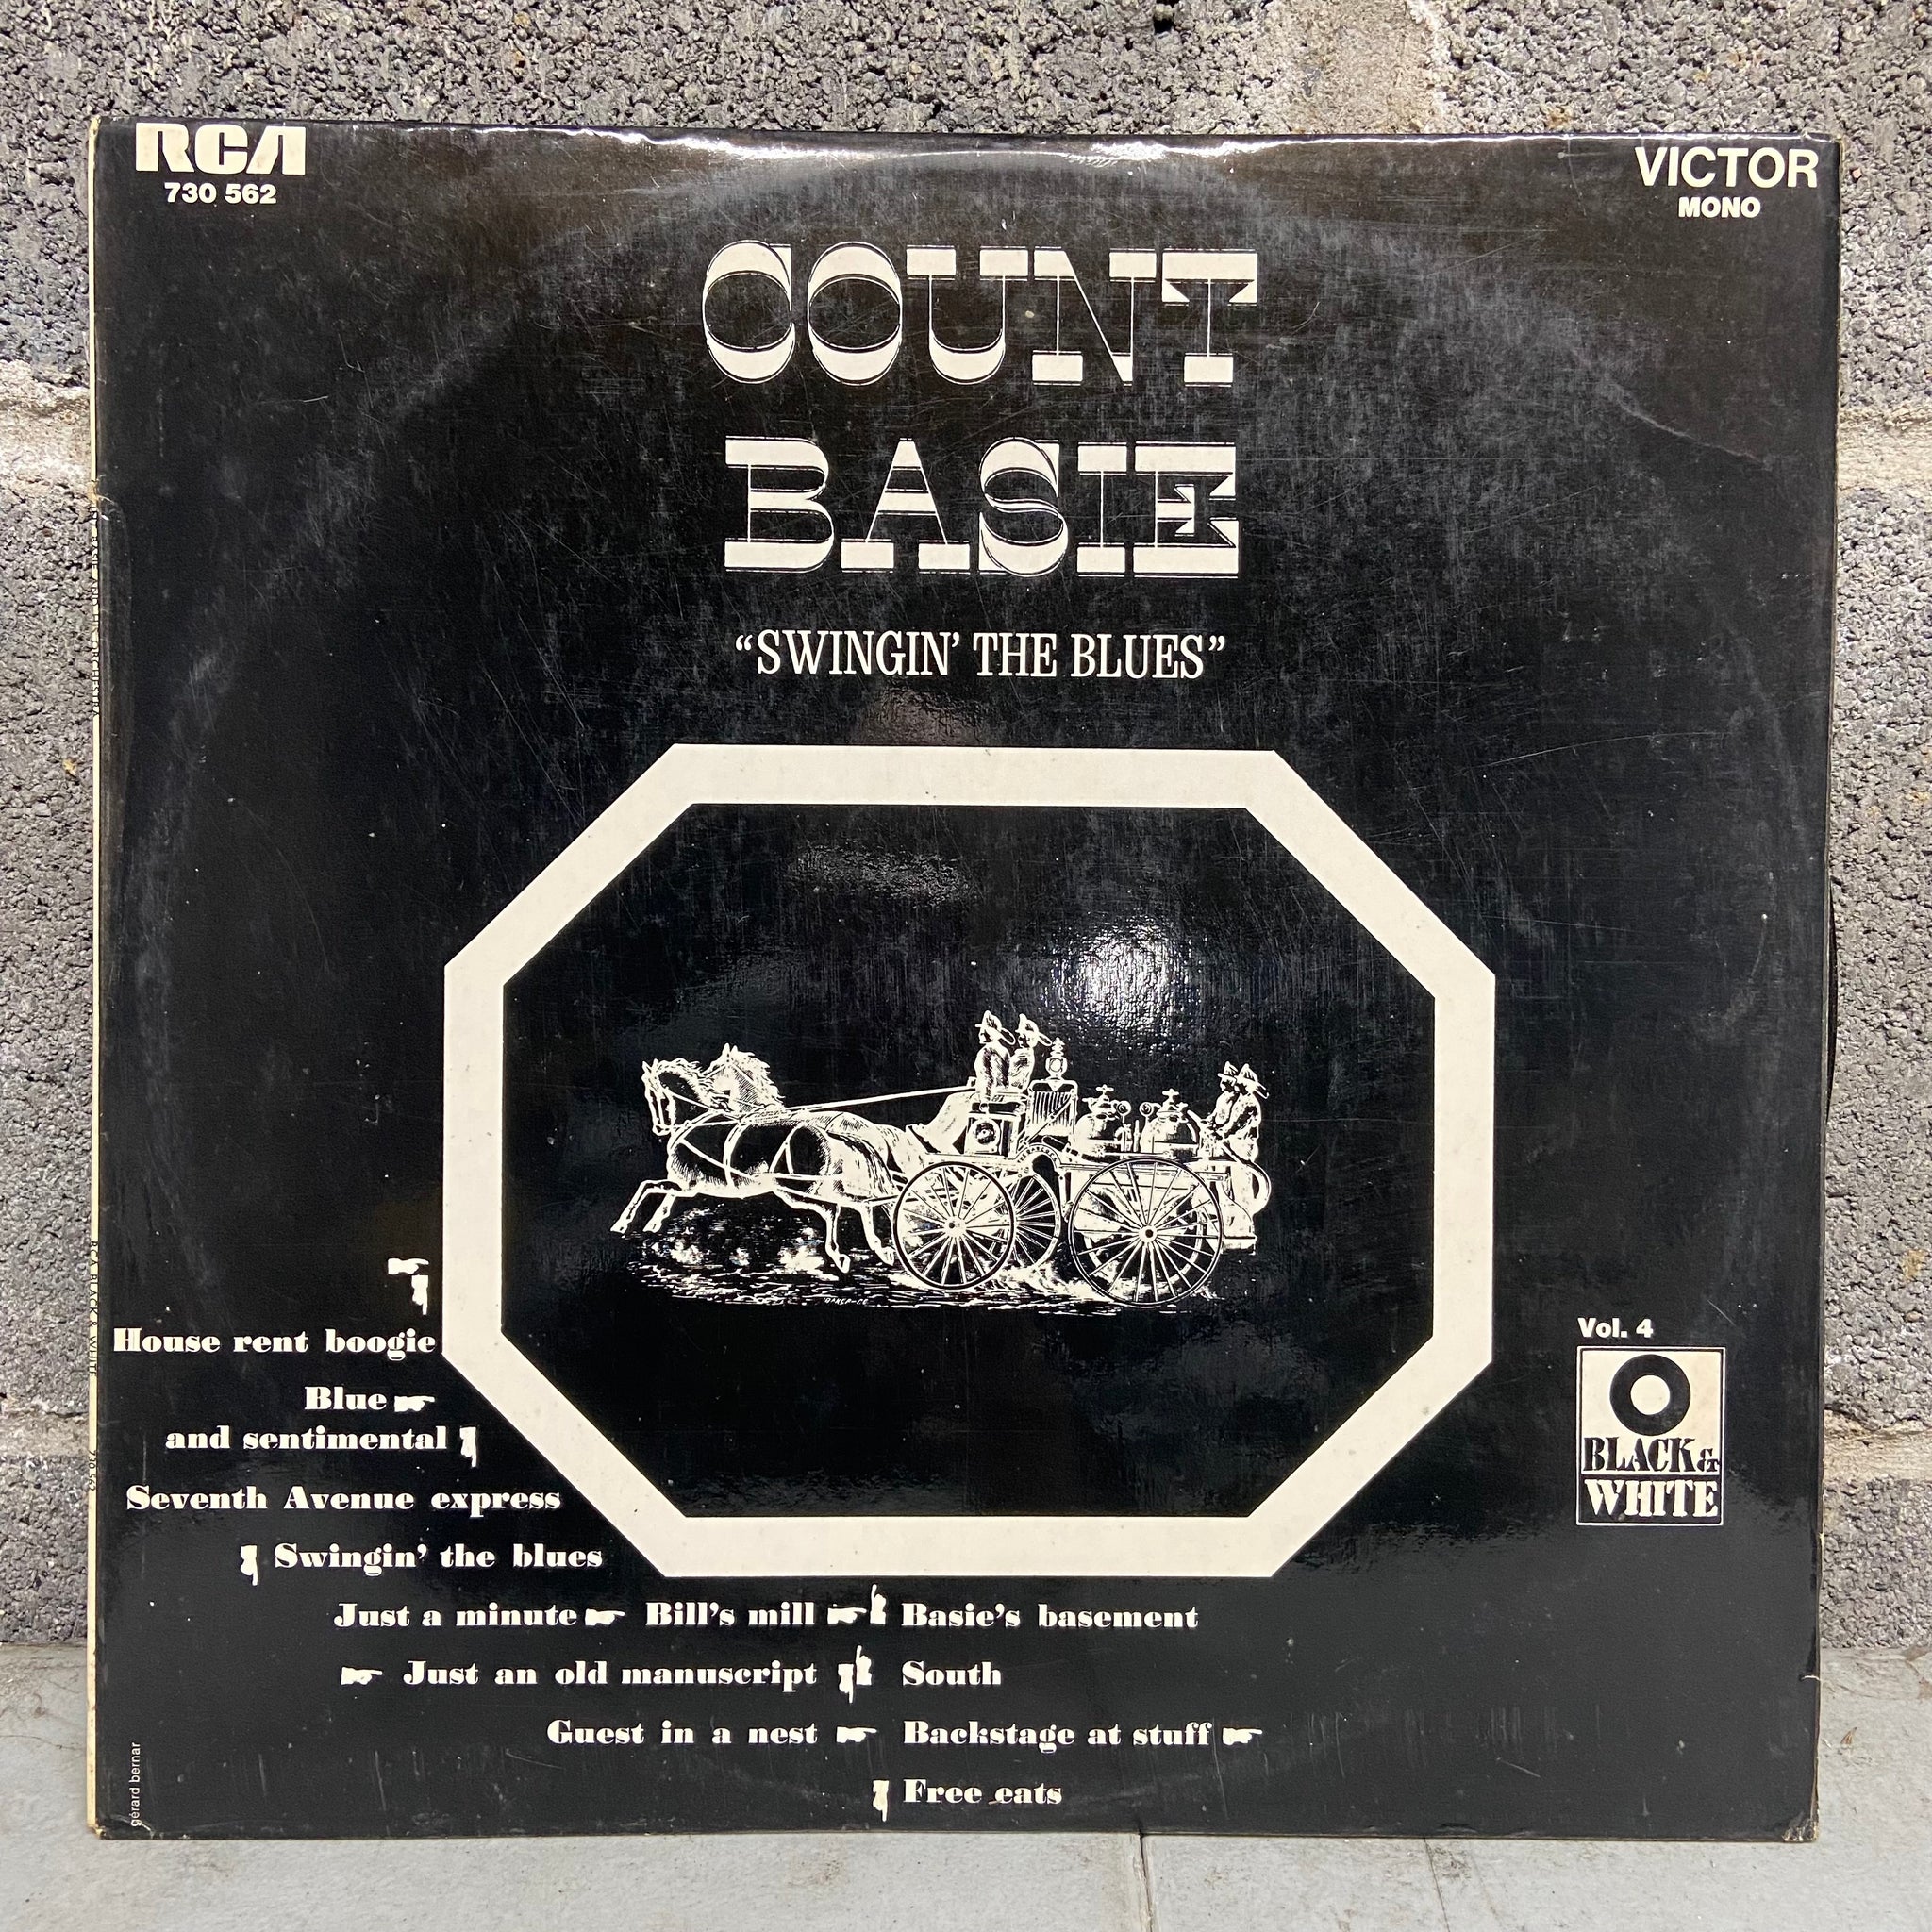 RCA
730 562
VICTOR
MONO
COUNT
BASIE
“SWINGIN’ THE BLUES”
House rent boogie
Blue
and sentimental
Seventh Avenue express
Swingin’ the blues
Just a minute Bill’s mill Basie’s basement
Just an old manuscript South
Guest in a nest Backstage at stuff
Free eats
Vol. 4
BLACK &
WHITE
gérard bernar